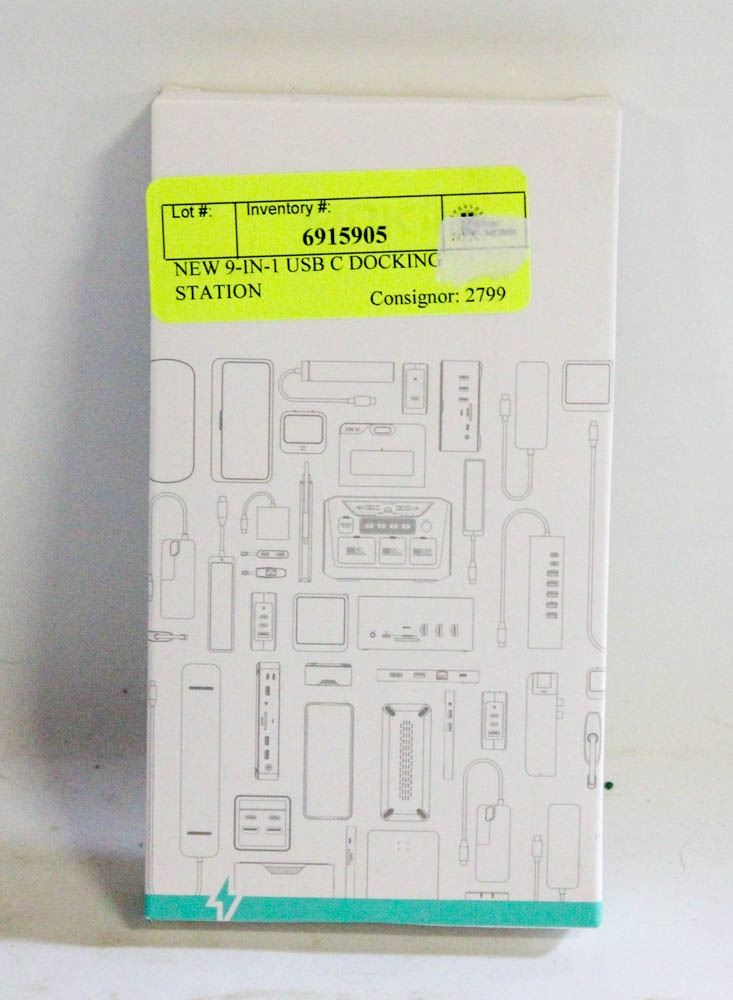 Lot #: Inventory #:
6915905
NEW 9-IN-1 USB C DOCKING
STATION
Consignor: 2799